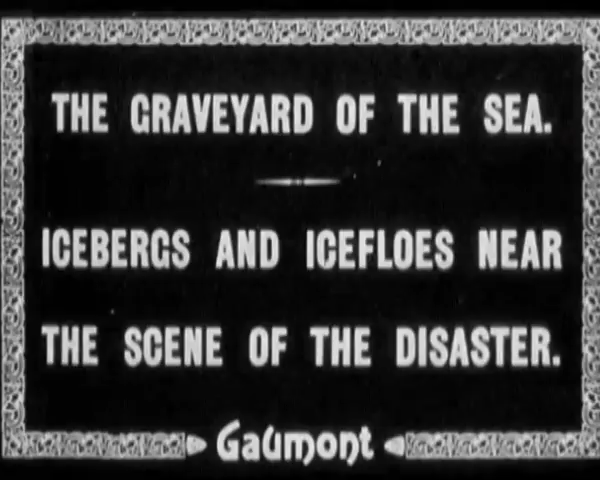 THE GRAVEYARD OF THE SEA.
ICEBERGS AND ICEFLOES NEAR
THE SCENE OF THE DISASTER.
Gaumont